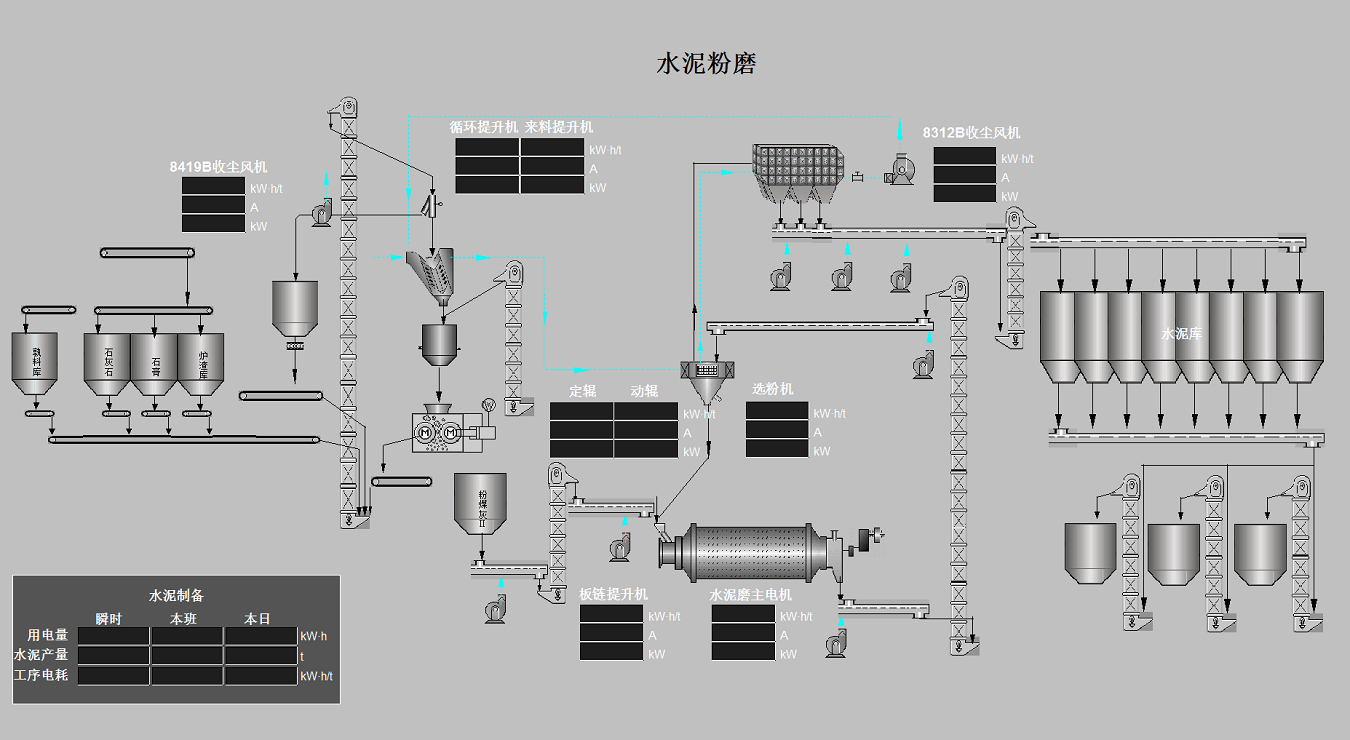 水泥粉磨
循环提升机 来料提升机
kW·h/t
A
kW
8312B收尘风机
kW·h/t
A
kW
8419B收尘风机
kW·h/t
A
kW
熟料库
石灰石
石膏
炉渣库
水泥库
定辊 动辊
kW·h/t
A
kW
选粉机
kW·h/t
A
kW
W
M M
粉煤灰II
板链提升机
kW·h/t
A
kW
水泥磨主电机
kW·h/t
A
kW
水泥制备
瞬时 本班 本日
用电量 kW·h
水泥产量 t
工序电耗 kW·h/t